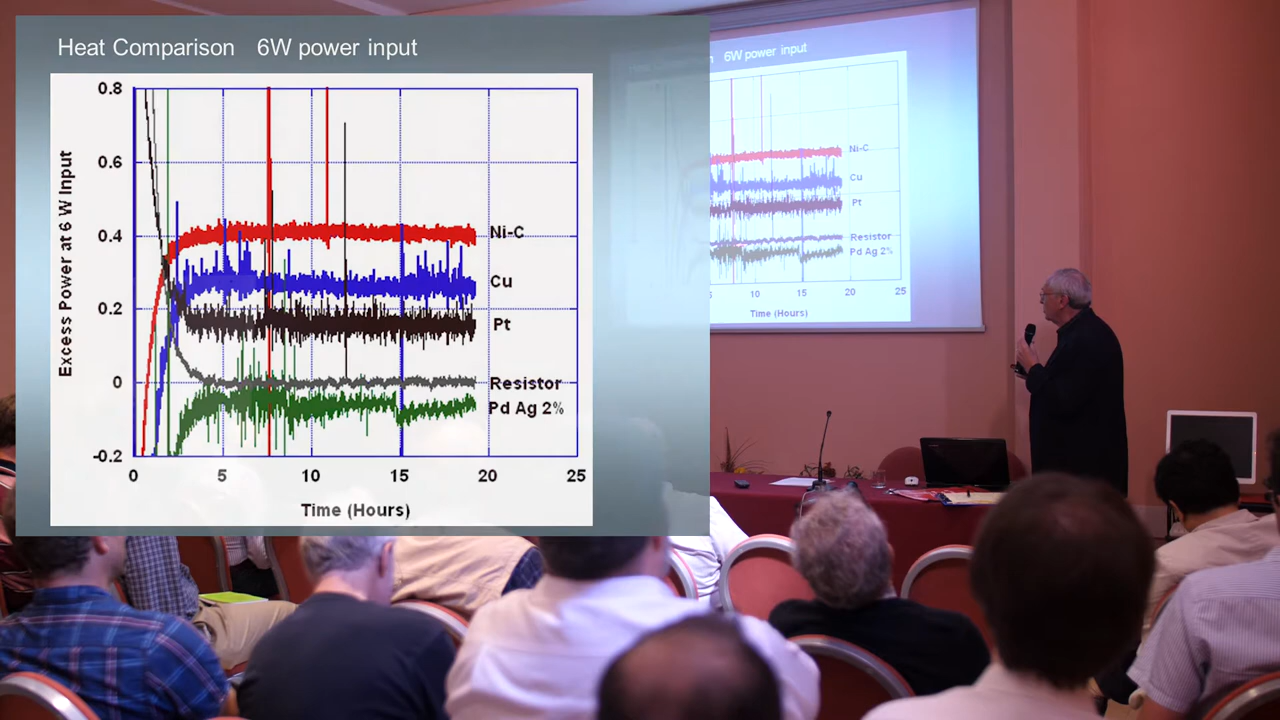 Heat Comparison 6W power input
Excess Power at 6 W Input
0.8
0.6
0.4
0.2
0
-0.2
Ni-C
Cu
Pt
Resistor
Pd Ag 2%
0 5 10 15 20 25
Time (Hours)
n 6W power input
Ni-C
Cu
Pt
Resistor
Pd Ag 2%
10 15 20 25
Time (Hours)